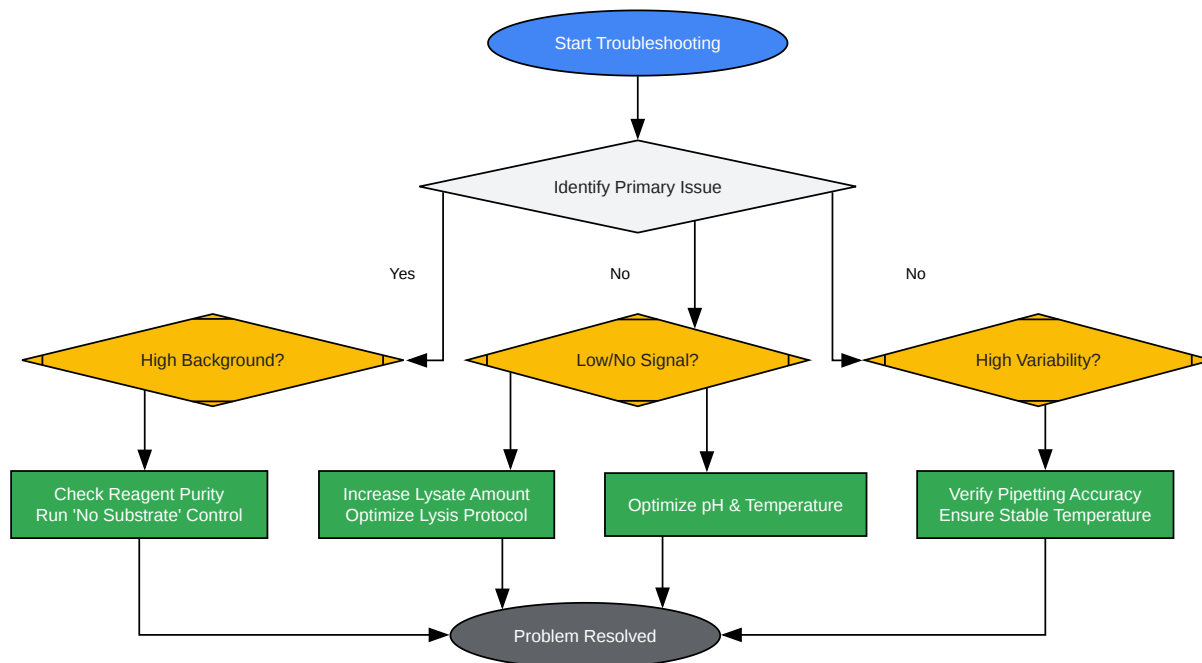 Start Troubleshooting
Identify Primary Issue
Yes
No
No
High Background?
Low/No Signal?
High Variability?
Check Reagent Purity
Run 'No Substrate' Control
Increase Lysate Amount
Optimize Lysis Protocol
Optimize pH & Temperature
Verify Pipetting Accuracy
Ensure Stable Temperature
Problem Resolved